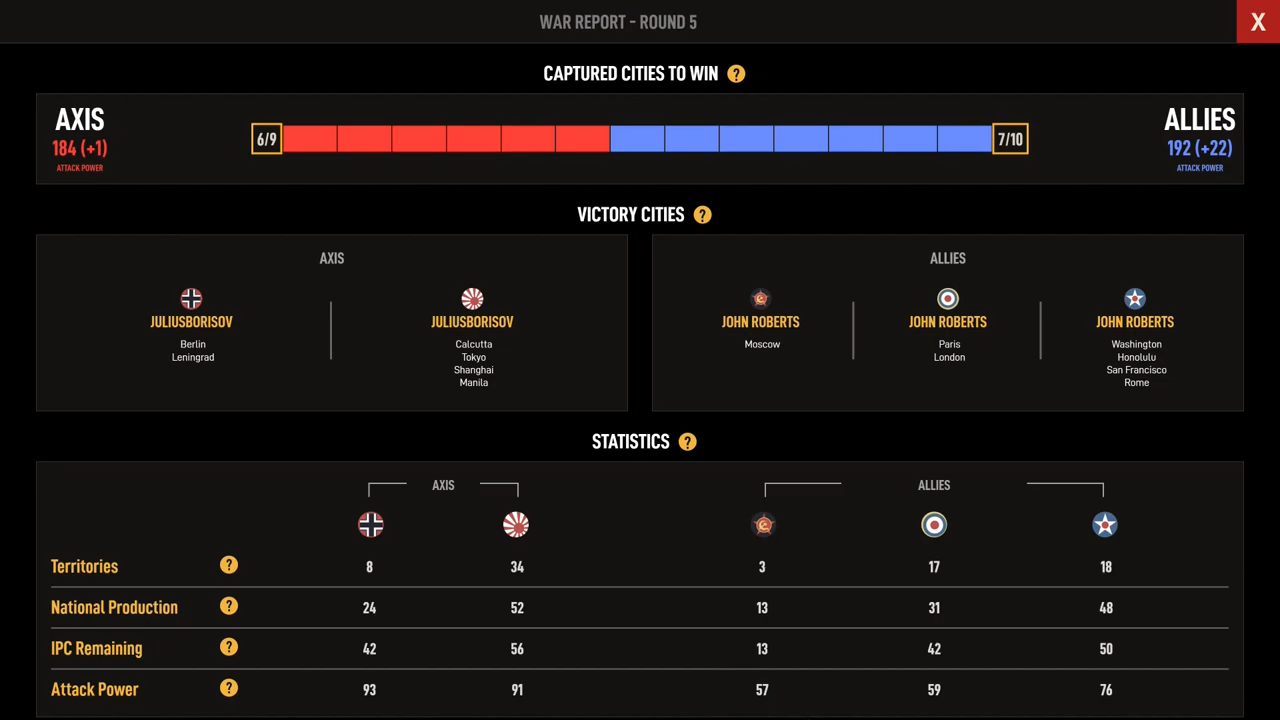 WAR REPORT - ROUND 5
X
CAPTURED CITIES TO WIN ?
AXIS
184 (+1)
ATTACK POWER
6/9
7/10
ALLIES
192 (+22)
ATTACK POWER
VICTORY CITIES ?
AXIS
JULIUSBORISOV
Berlin
Leningrad
JULIUSBORISOV
Calcutta
Tokyo
Shanghai
Manila
ALLIES
JOHN ROBERTS
Moscow
JOHN ROBERTS
Paris
London
JOHN ROBERTS
Washington
Honolulu
San Francisco
Rome
STATISTICS ?
AXIS ALLIES
Territories ? 8 34 3 17 18
National Production ? 24 52 13 31 48
IPC Remaining ? 42 56 13 42 50
Attack Power ? 93 91 57 59 76